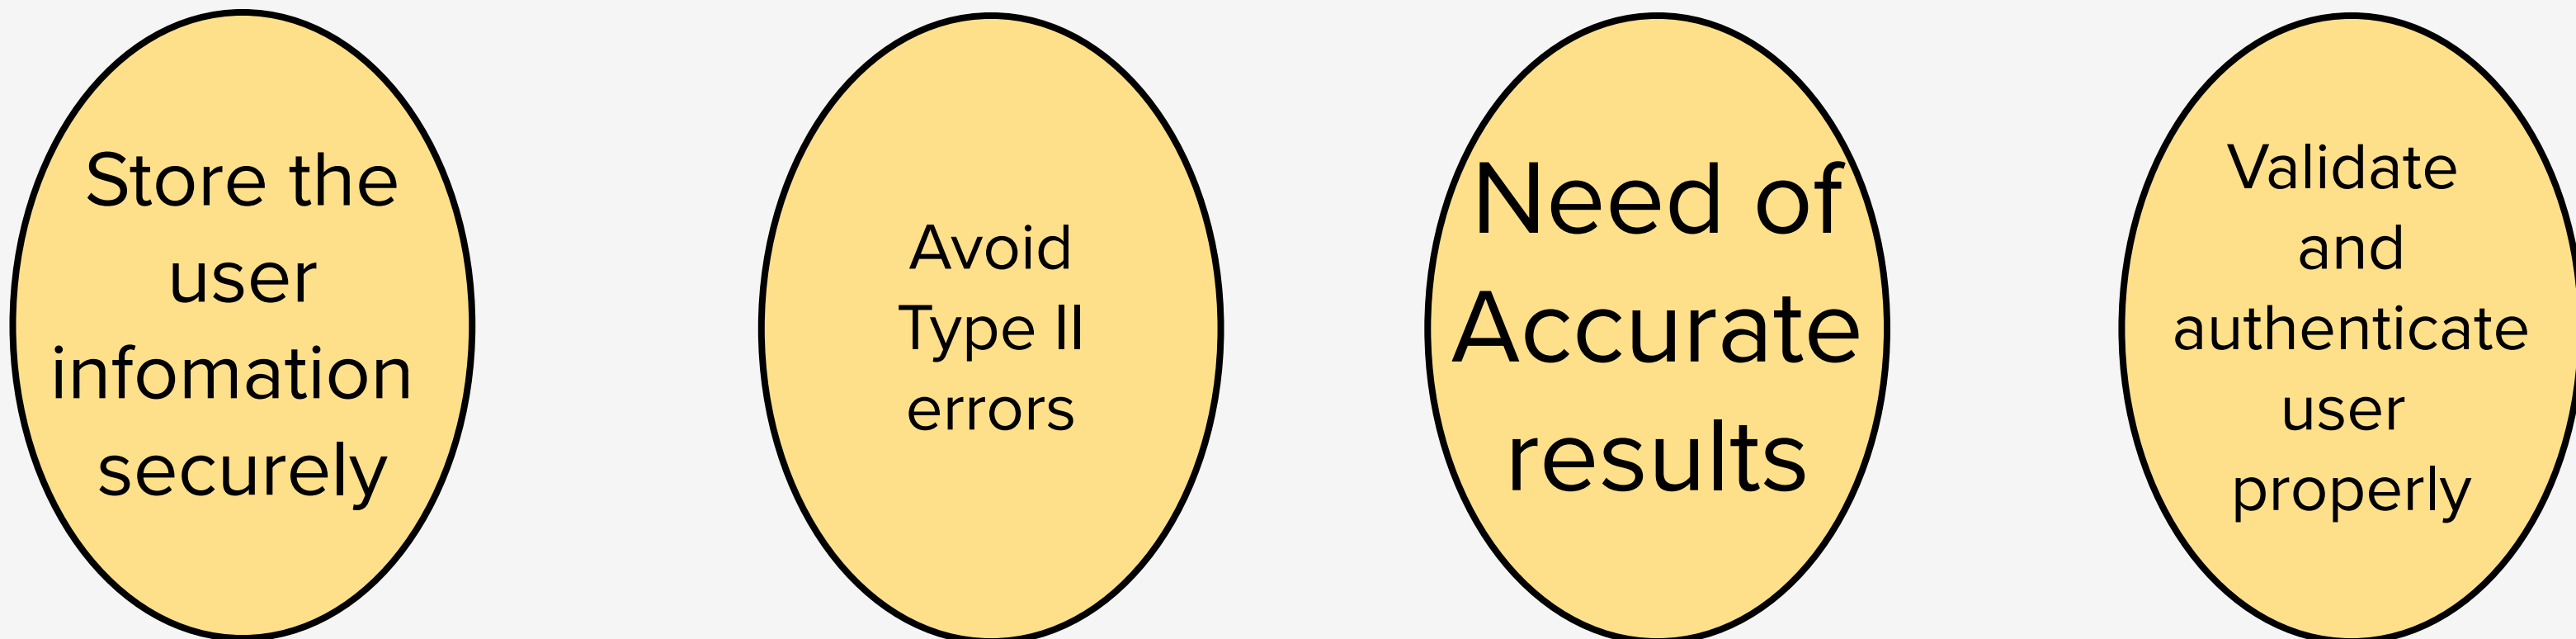 Store the
user
infomation
securely
Avoid
Type II
errors
Need of
Accurate
results
Validate
and
authenticate
user
properly